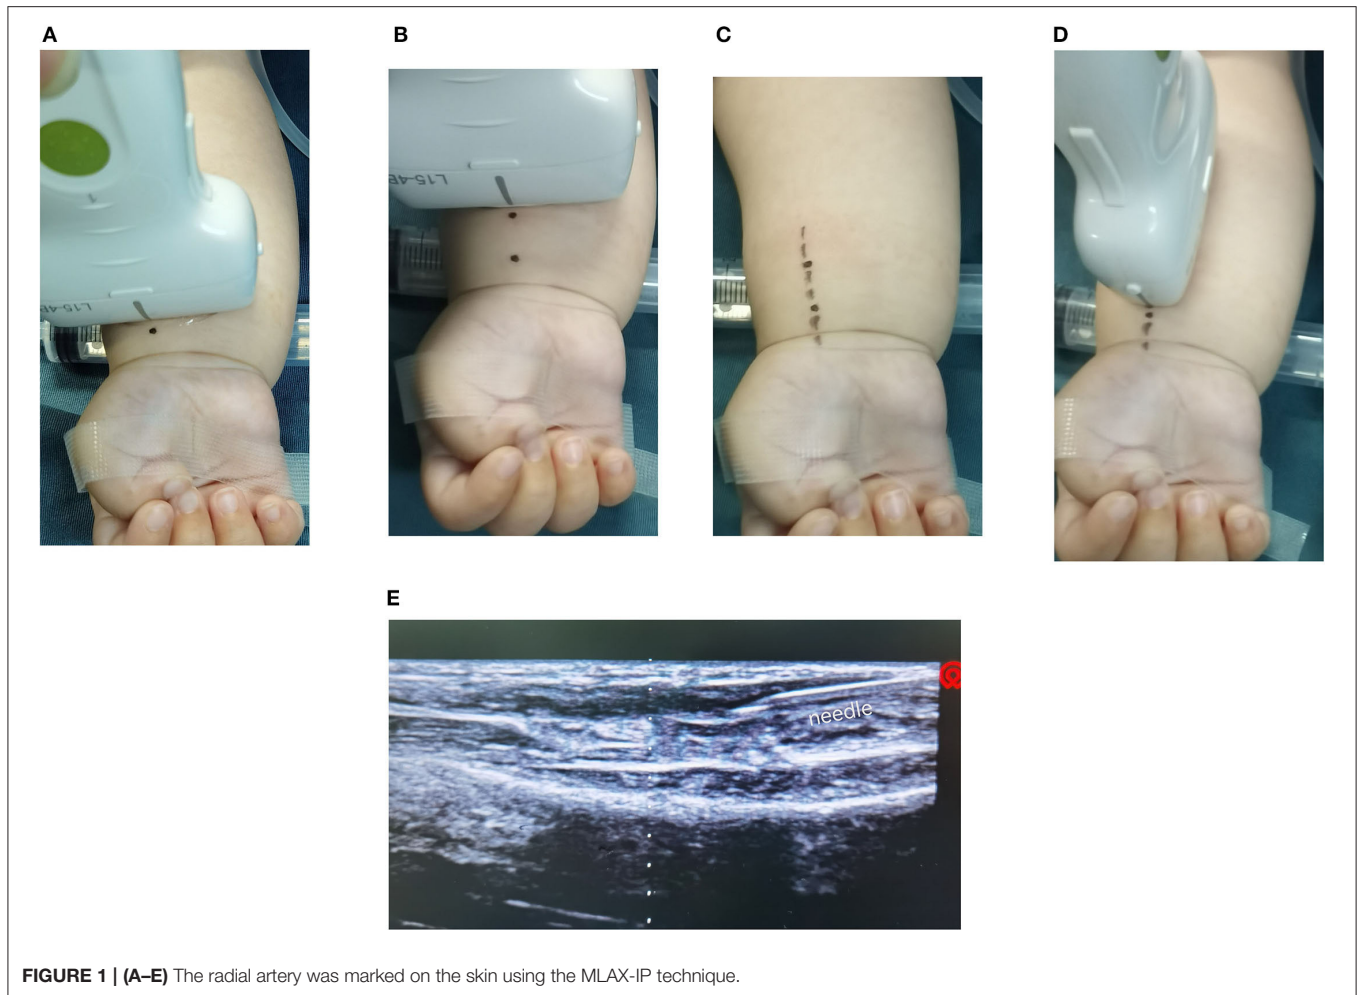 A
B
C
D
L15-4B
L15-4B
E
needle
FIGURE 1 | (A–E) The radial artery was marked on the skin using the MLAX-IP technique.